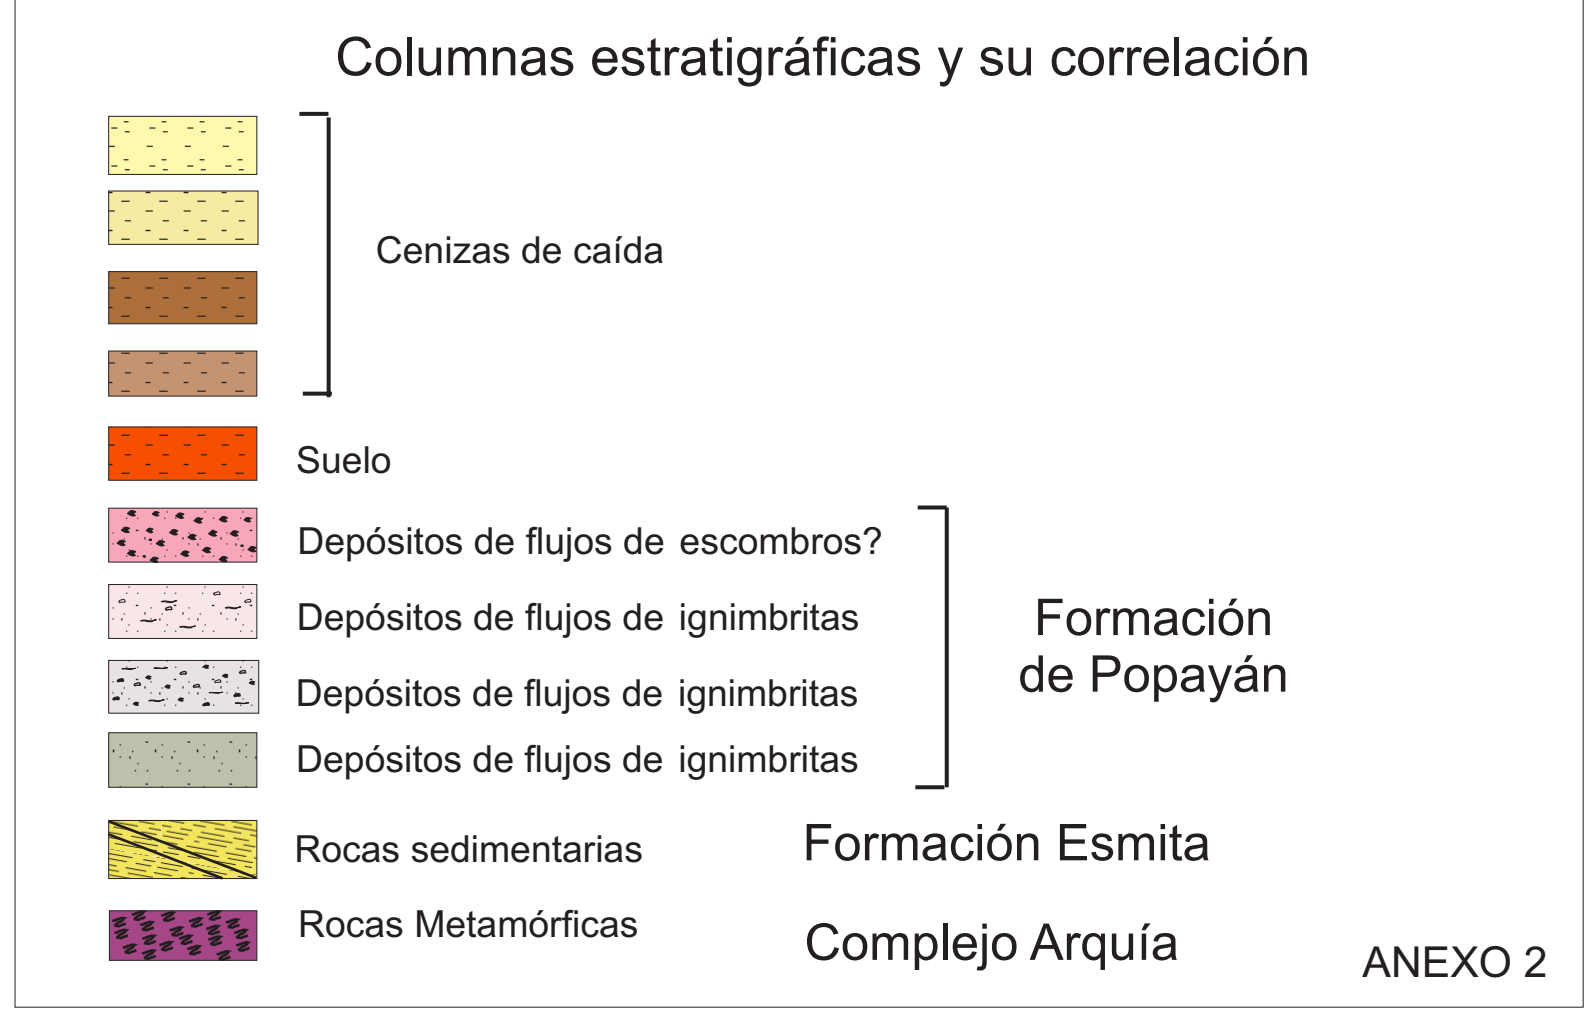 Columnas estratigráficas y su correlación
Cenizas de caída
Suelo
Depósitos de flujos de escombros?
Depósitos de flujos de ignimbritas
Depósitos de flujos de ignimbritas
Depósitos de flujos de ignimbritas
Formación
de Popayán
Rocas sedimentarias
Formación Esmita
Rocas Metamórficas
Complejo Arquía
ANEXO 2